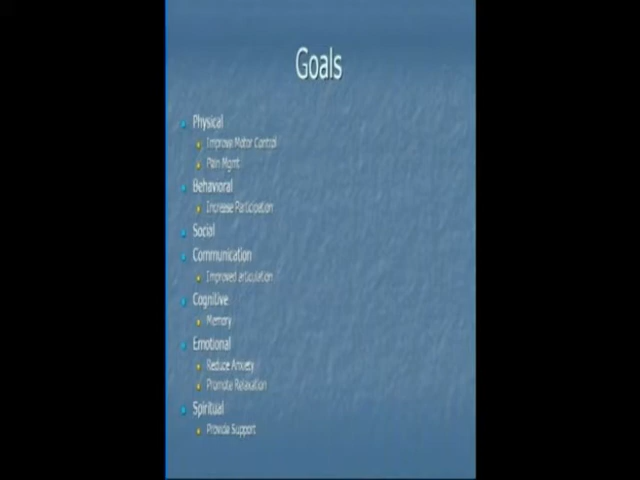 Goals
Physical
Improve Motor Control
Pain Mgmt
Behavioral
Increase Participation
Social
Communication
Improved articulation
Cognitive
Memory
Emotional
Reduce Anxiety
Promote Relaxation
Spiritual
Provide Support